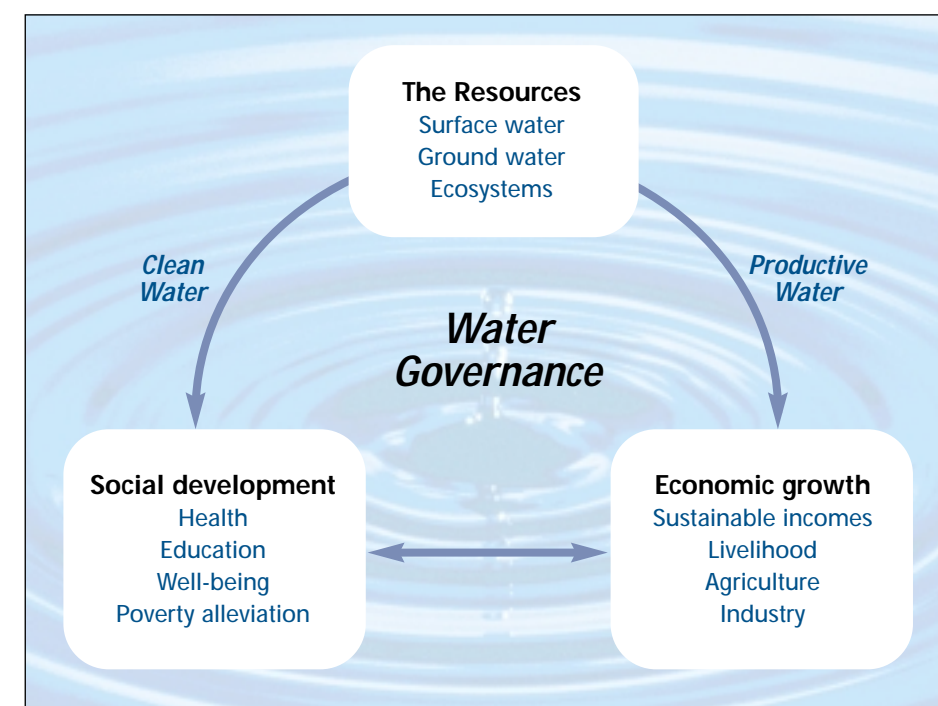 The Resources
Surface water
Ground water
Ecosystems
Clean
Water
Productive
Water
Water
Governance
Social development
Health
Education
Well-being
Poverty alleviation
Economic growth
Sustainable incomes
Livelihood
Agriculture
Industry